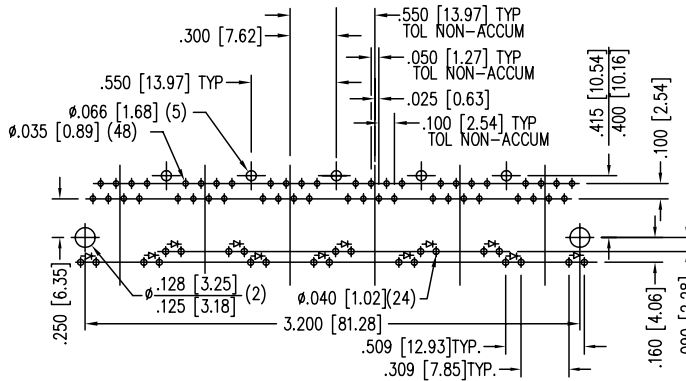 .550 [13.97] TYP
TOL NON-ACCUM
.300 [7.62]
.050 [1.27] TYP
TOL NON-ACCUM
.550 [13.97] TYP
.025 [0.63]
ø.066 [1.68] (5)
ø.035 [0.89] (48)
.100 [2.54] TYP
TOL NON-ACCUM
.415 [10.54]
.400 [10.16]
.100 [2.54]
.250 [6.35]
ø.128 [3.25] (2)
.125 [3.18]
ø.040 [1.02](24)
3.200 [81.28]
.509 [12.93]TYP.
.309 [7.85]TYP.
.160 [4.06]